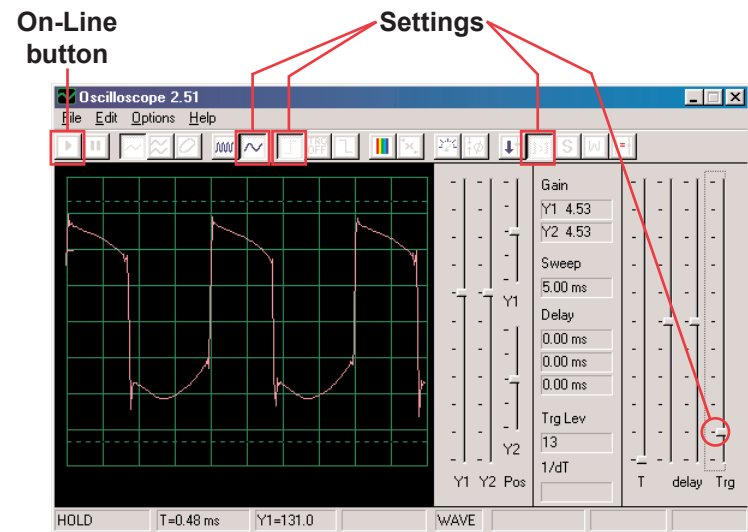 On-Line
button
Settings
Oscilloscope 2.51
File Edit Options Help
TRG
OFF
S W
Gain
Y1 4.53
Y2 4.53
Sweep
5.00 ms
Delay
0.00 ms
0.00 ms
0.00 ms
Trg Lev
13
1/dT
Y1
Y2
Y1 Y2 Pos
T delay Trg
HOLD T=0.48 ms Y1=131.0 WAVE